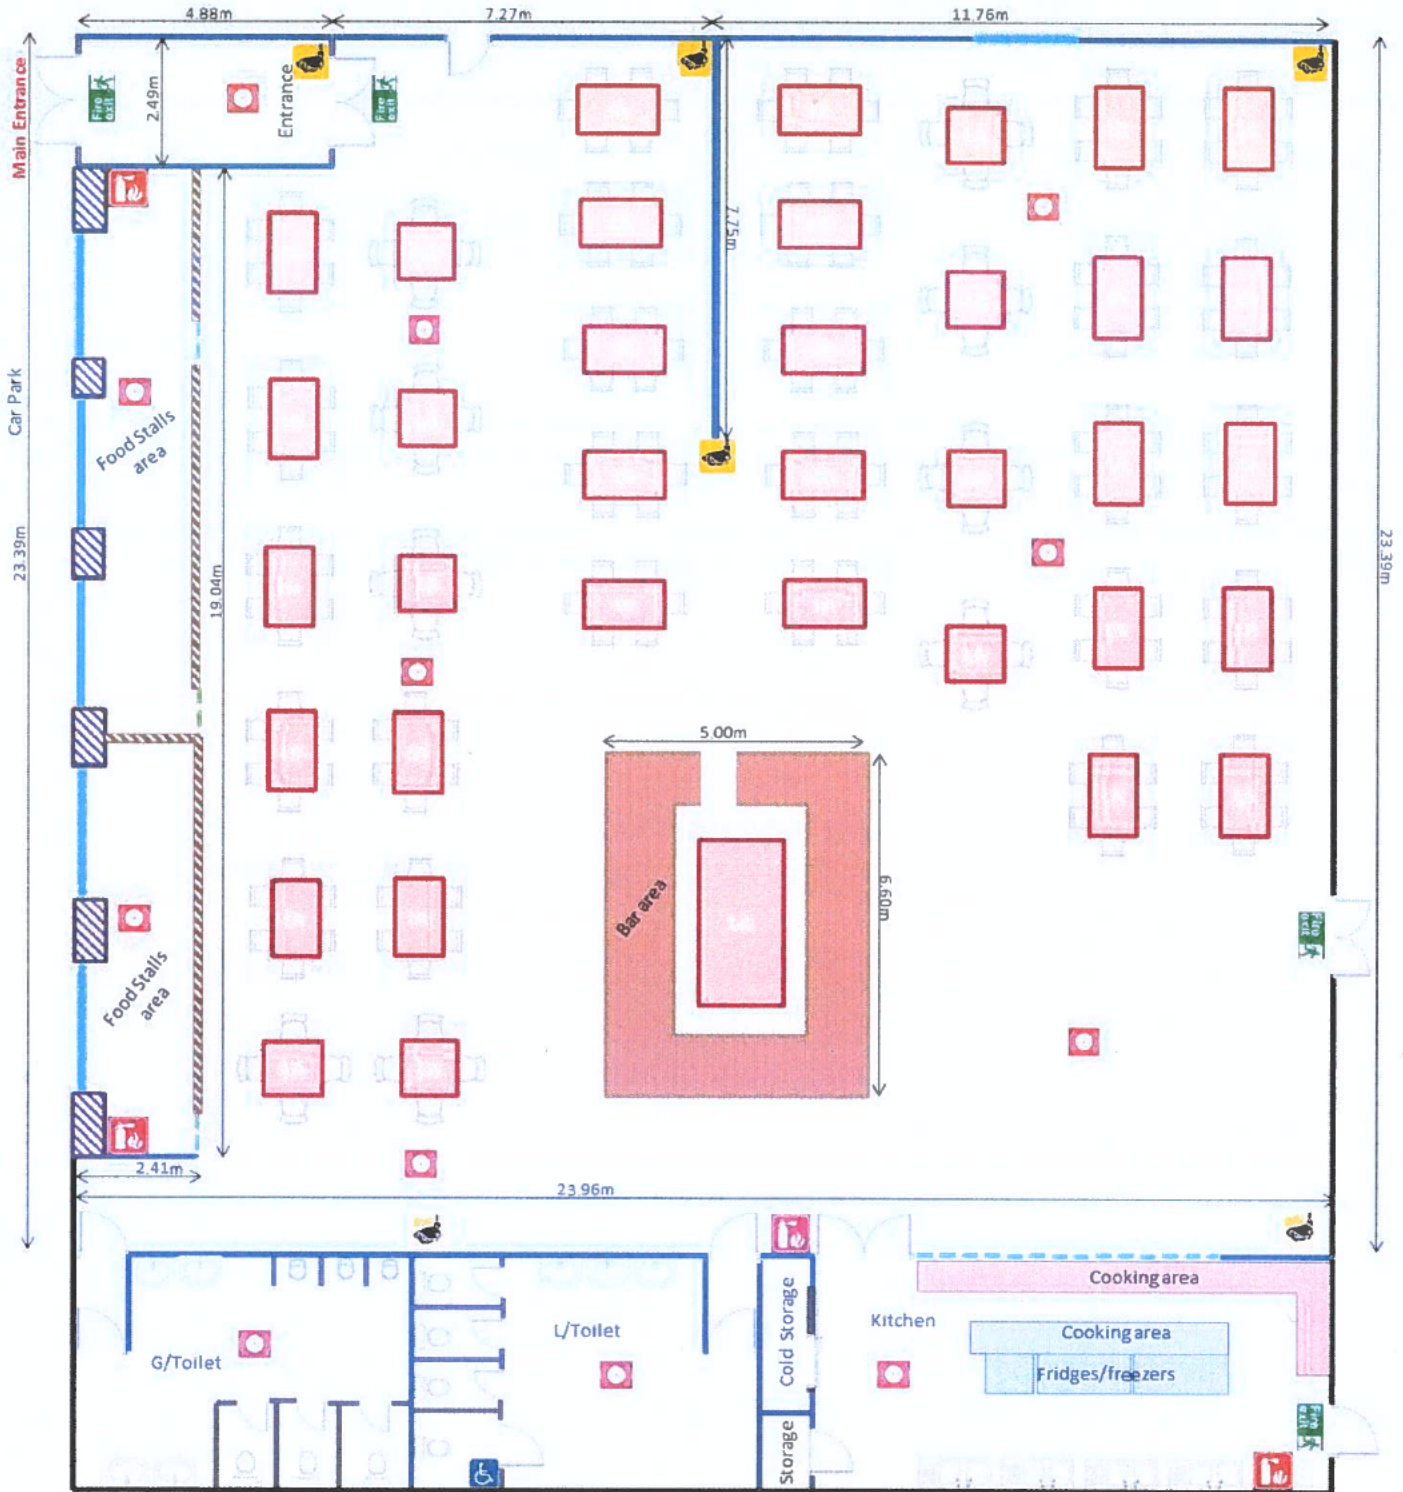 4.88m
7.27m
11.76m
Main Entrance
Fire exit
2.49m
Entrance
Fire exit
7.75m
Car Park
23.39m
Food Stalls
area
19.04m
23.39m
5.00m
Bar area
6.60m
Fire exit
Food Stalls
area
2.41m
23.96m
Cooking area
Cold Storage
Kitchen
L/Toilet
Cooking area
G/Toilet
Fridges/freezers
Fire exit
Storage